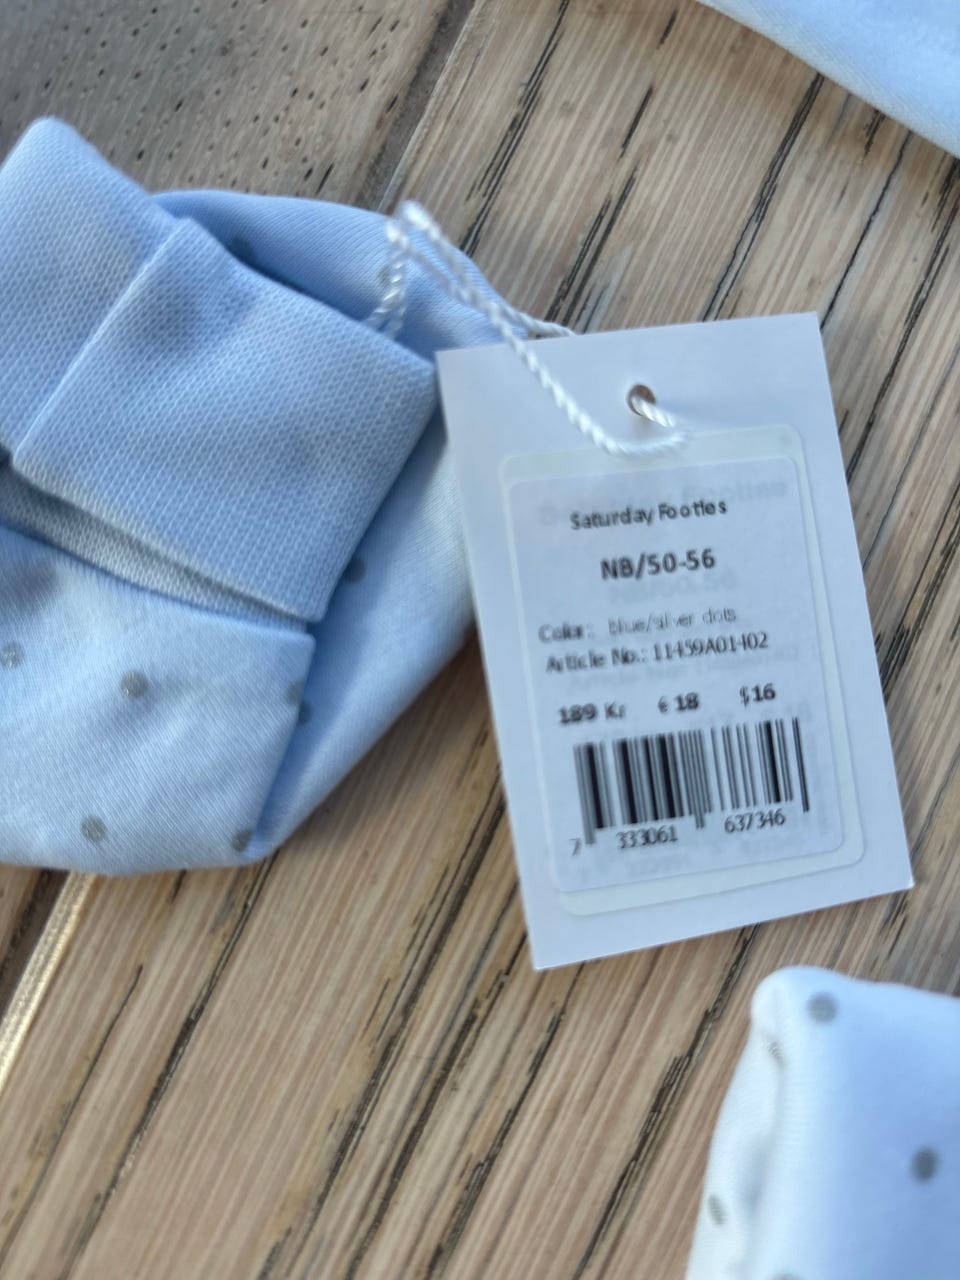 Saturday Footies
NB/50-56
Color: blue/silver dots
Article No.: 11459A01402
189 Kr € 18 $16
7 333061 637346